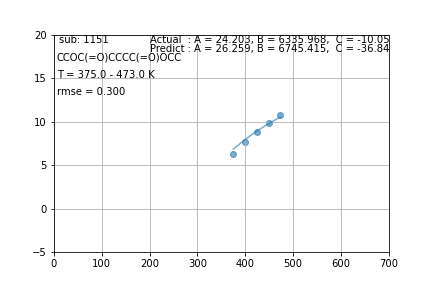 sub: 1151
Actual : A = 24.203, B = 6335.968, C = -10.05
Predict : A = 26.259, B = 6745.415, C = -36.84
CCOC(=O)CCCC(=O)OCC
T = 375.0 - 473.0 K
rmse = 0.300
20
15
10
5
0
−5
0 100 200 300 400 500 600 700